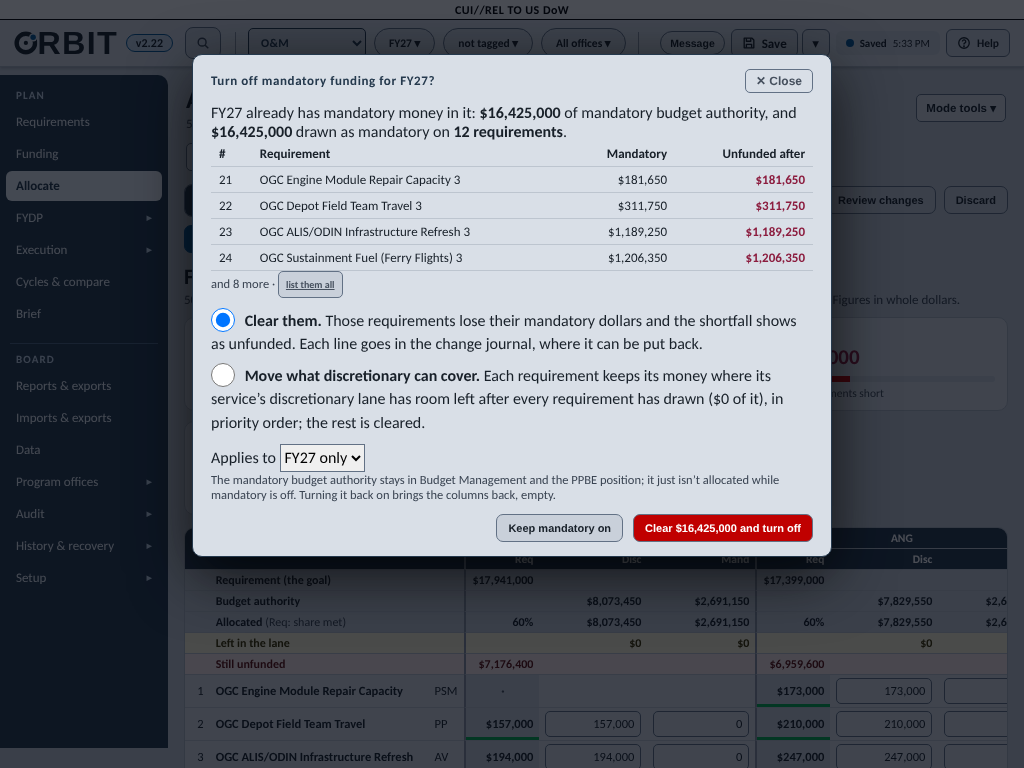 CUI//REL TO US DoW
ORBIT v2.22 O&M FY27 ▾ not tagged ▾ All offices ▾ Message Save ▾ Saved 5:33 PM Help
PLAN
Requirements
Funding
Allocate
FYDP ▸
Execution ▸
Cycles & compare
Brief
BOARD
Reports & exports
Imports & exports
Data
Program offices ▸
Audit ▸
History & recovery ▸
Setup ▸
Mode tools ▾
Review changes Discard
Figures in whole dollars.
Turn off mandatory funding for FY27? ✕ Close
FY27 already has mandatory money in it: $16,425,000 of mandatory budget authority, and
$16,425,000 drawn as mandatory on 12 requirements.
# Requirement Mandatory Unfunded after
21 OGC Engine Module Repair Capacity 3 $181,650 $181,650
22 OGC Depot Field Team Travel 3 $311,750 $311,750
23 OGC ALIS/ODIN Infrastructure Refresh 3 $1,189,250 $1,189,250
24 OGC Sustainment Fuel (Ferry Flights) 3 $1,206,350 $1,206,350
and 8 more · list them all
Clear them. Those requirements lose their mandatory dollars and the shortfall shows
as unfunded. Each line goes in the change journal, where it can be put back.
Move what discretionary can cover. Each requirement keeps its money where its
service's discretionary lane has room left after every requirement has drawn ($0 of it), in
priority order; the rest is cleared.
Applies to FY27 only
The mandatory budget authority stays in Budget Management and the PPBE position; it just isn't allocated while
mandatory is off. Turning it back on brings the columns back, empty.
Keep mandatory on Clear $16,425,000 and turn off
ANG
Req Disc Mand Req Disc
Requirement (the goal) $17,941,000 $17,399,000
Budget authority $8,073,450 $2,691,150 $7,829,550 $2,6
Allocated (Req: share met) 60% $8,073,450 $2,691,150 60% $7,829,550 $2,6
Left in the lane $0 $0 $0
Still unfunded $7,176,400 $6,959,600
1 OGC Engine Module Repair Capacity PSM · $173,000 173,000
2 OGC Depot Field Team Travel PP $157,000 157,000 0 $210,000 210,000
3 OGC ALIS/ODIN Infrastructure Refresh AV $194,000 194,000 0 $247,000 247,000